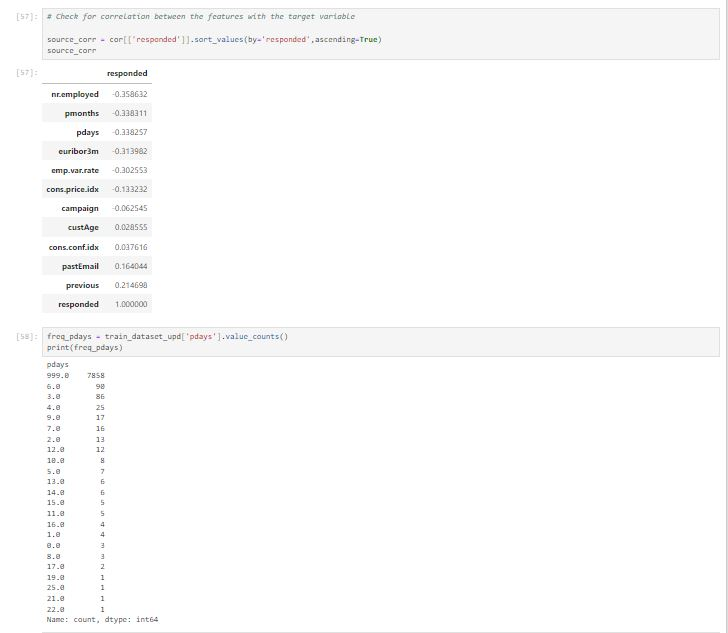 [57]: # Check for correlation between the features with the target variable
source_corr = cor[['responded']].sort_values(by='responded',ascending=True)
source_corr
[57]: responded
nr.employed -0.358632
pmonths -0.338311
pdays -0.338257
euribor3m -0.313982
emp.var.rate -0.302553
cons.price.idx -0.133232
campaign -0.062545
custAge 0.028555
cons.conf.idx 0.037616
pastEmail 0.164044
previous 0.214698
responded 1.000000
[58]: freq_pdays = train_dataset_upd['pdays'].value_counts()
print(freq_pdays)
pdays
999.0 7858
6.0 90
3.0 86
4.0 25
9.0 17
7.0 16
2.0 13
12.0 12
10.0 8
5.0 7
13.0 6
14.0 6
15.0 5
11.0 5
16.0 4
1.0 4
0.0 3
8.0 3
17.0 2
19.0 1
25.0 1
21.0 1
22.0 1
Name: count, dtype: int64